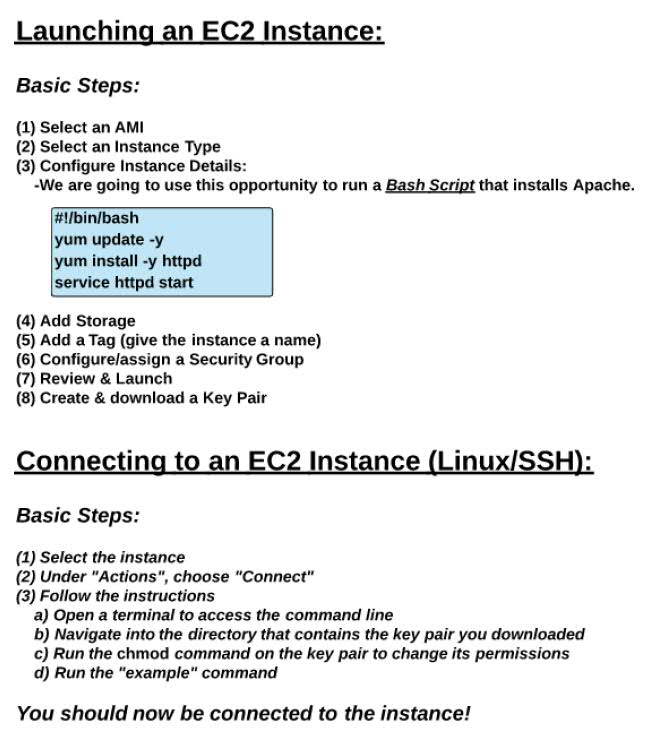 Launching an EC2 Instance:
Basic Steps:
(1) Select an AMI
(2) Select an Instance Type
(3) Configure Instance Details:
-We are going to use this opportunity to run a Bash Script that installs Apache.
#!/bin/bash
yum update -y
yum install -y httpd
service httpd start
(4) Add Storage
(5) Add a Tag (give the instance a name)
(6) Configure/assign a Security Group
(7) Review & Launch
(8) Create & download a Key Pair
Connecting to an EC2 Instance (Linux/SSH):
Basic Steps:
(1) Select the instance
(2) Under "Actions", choose "Connect"
(3) Follow the instructions
a) Open a terminal to access the command line
b) Navigate into the directory that contains the key pair you downloaded
c) Run the chmod command on the key pair to change its permissions
d) Run the "example" command
You should now be connected to the instance!